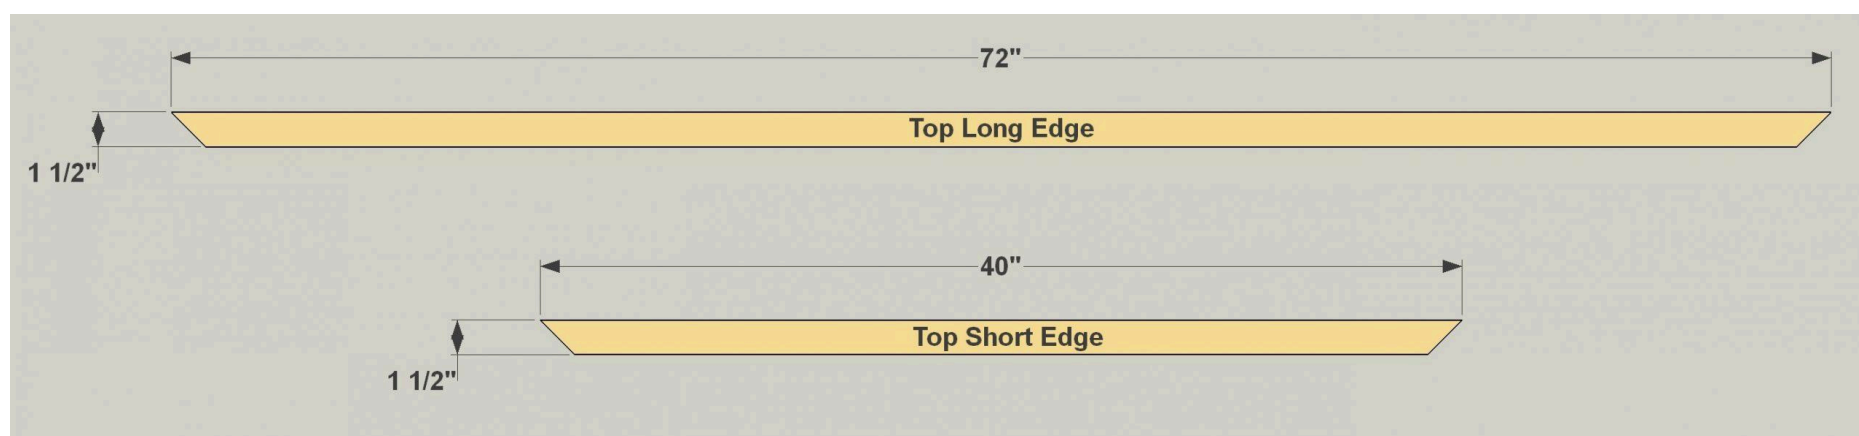 72"
Top Long Edge
1 1/2"
40"
Top Short Edge
1 1/2"